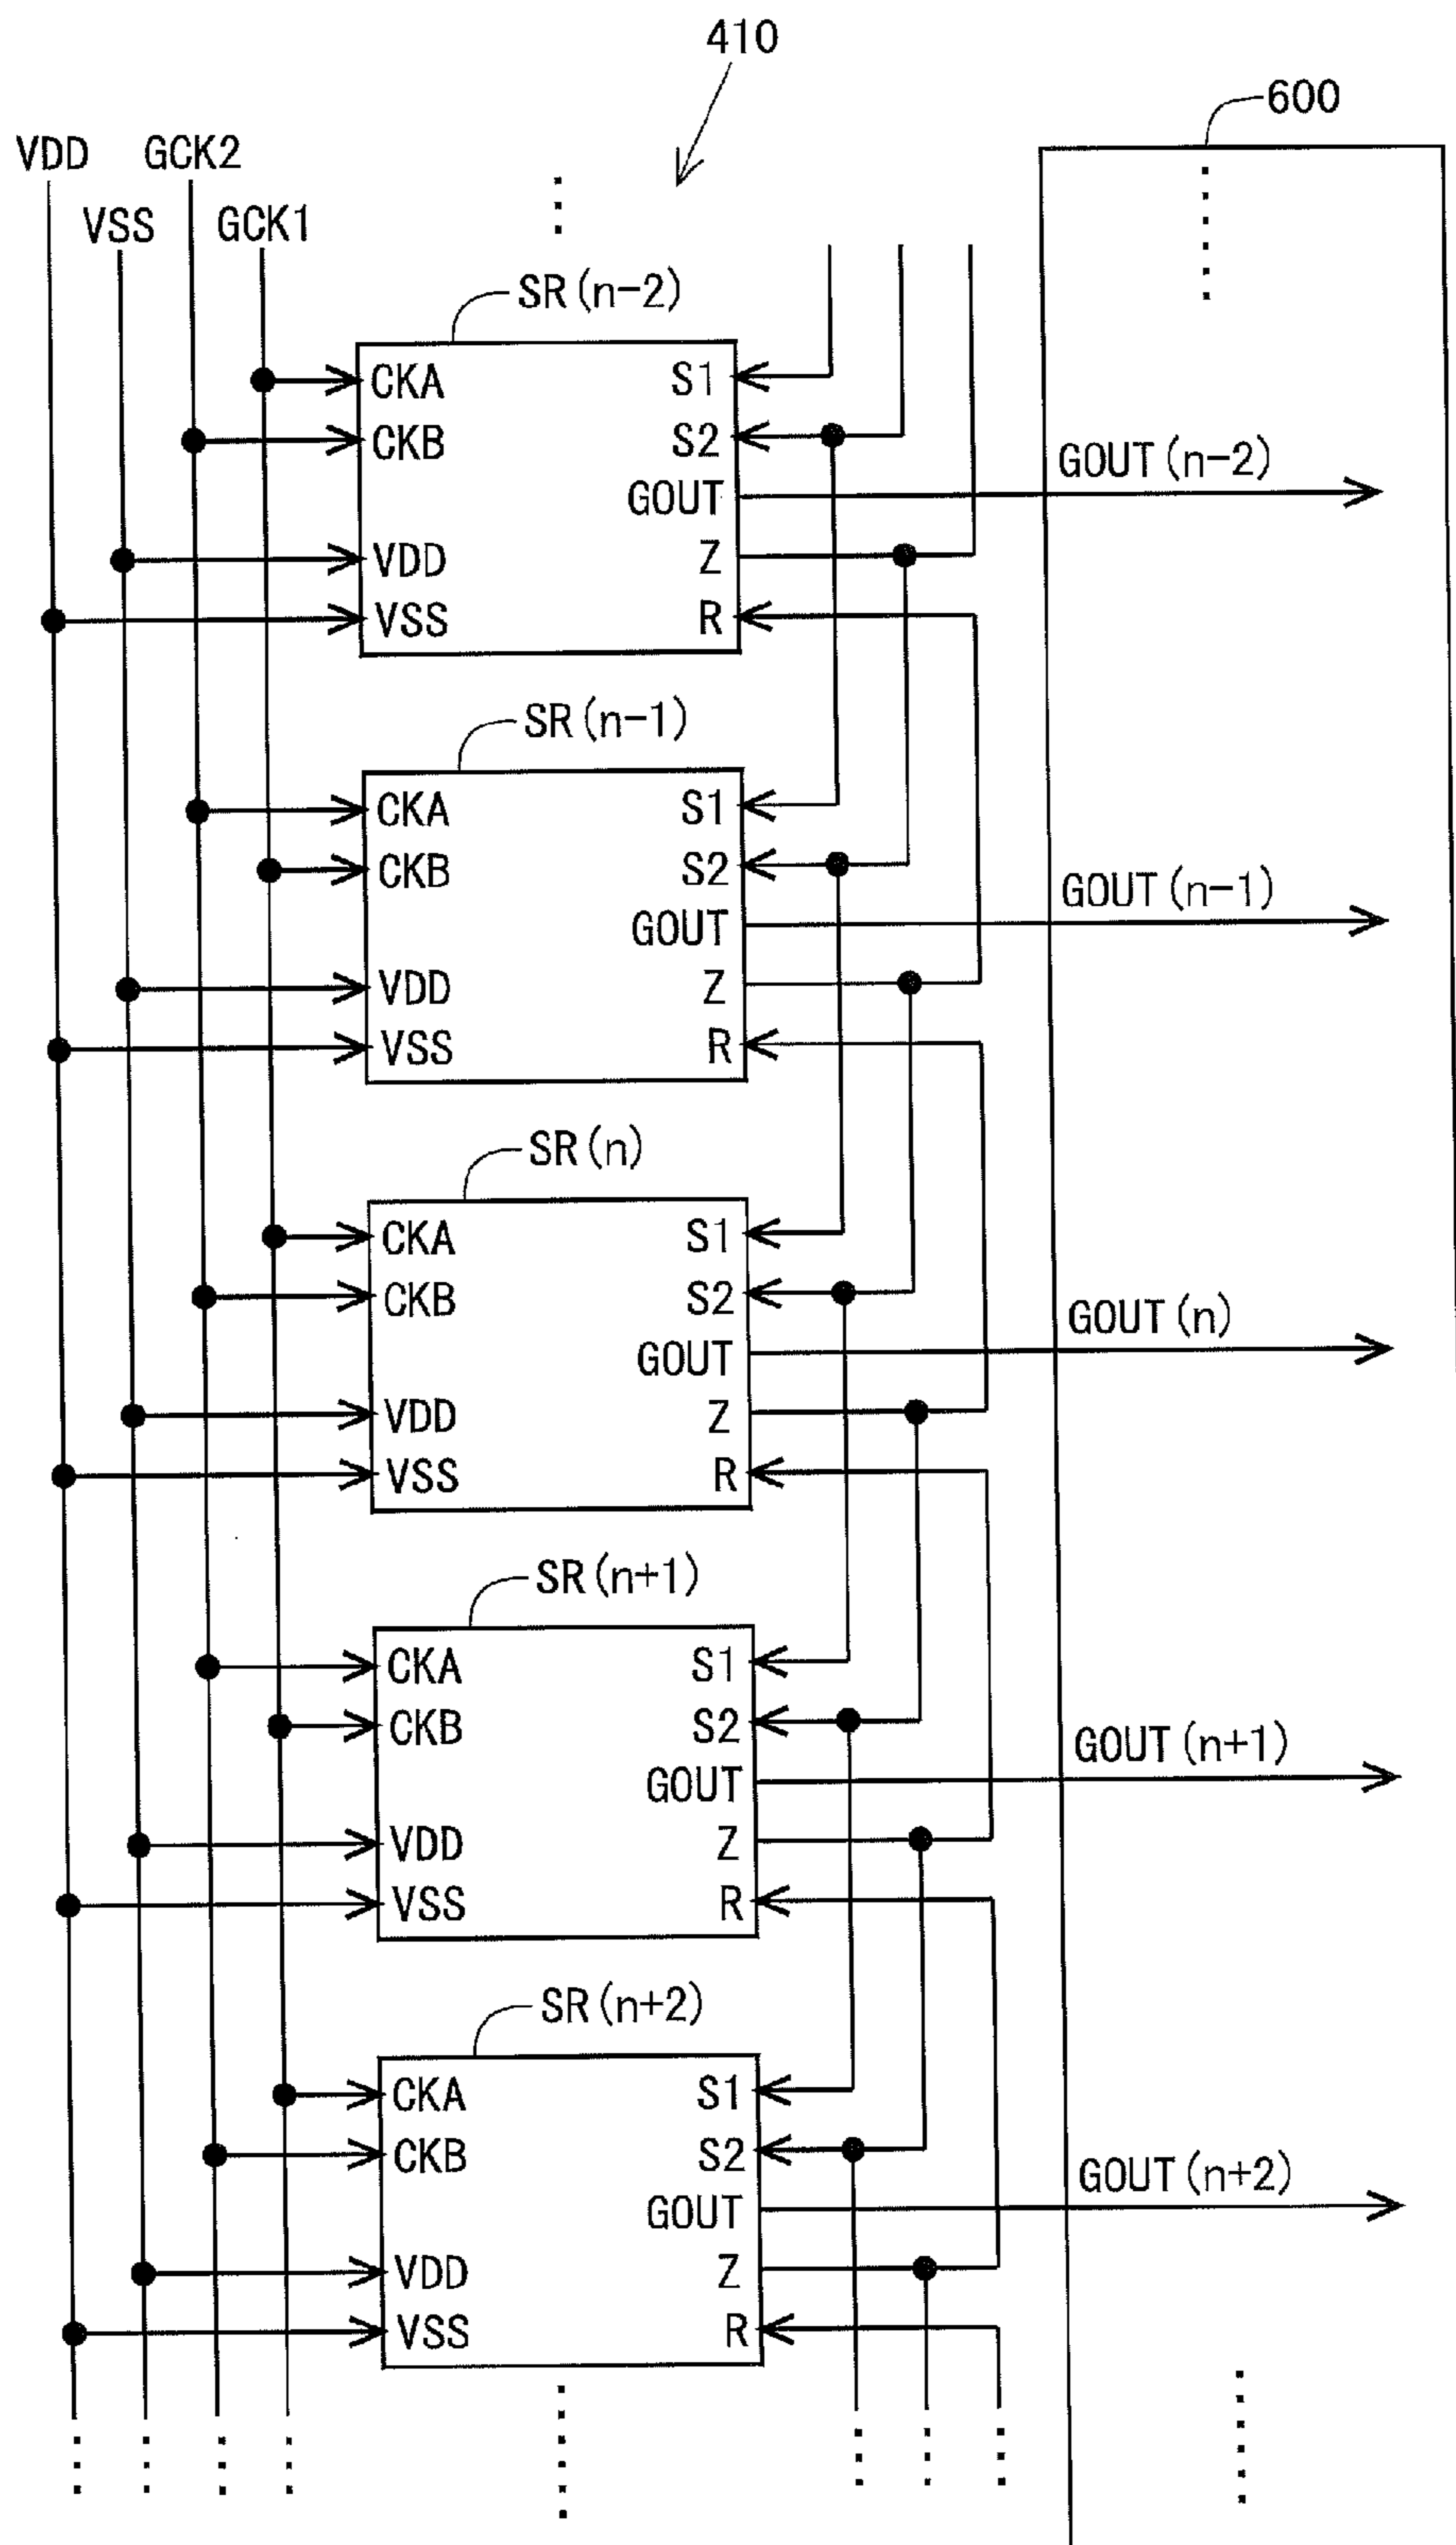 410
600
VDD
GCK2
VSS
GCK1
SR(n-2)
CKA
S1
CKB
S2
GOUT
GOUT(n-2)
VDD
Z
VSS
R
SR(n-1)
CKA
S1
CKB
S2
GOUT
GOUT(n-1)
VDD
Z
VSS
R
SR(n)
CKA
S1
CKB
S2
GOUT
GOUT(n)
VDD
Z
VSS
R
SR(n+1)
CKA
S1
CKB
S2
GOUT
GOUT(n+1)
VDD
Z
VSS
R
SR(n+2)
CKA
S1
CKB
S2
GOUT
GOUT(n+2)
VDD
Z
VSS
R